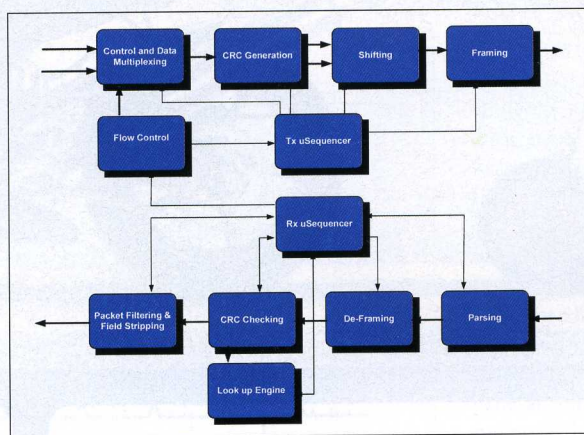 Control and Data
Multiplexing
CRC Generation
Shifting
Framing
Flow Control
Tx uSequencer
Rx uSequencer
Packet Filtering &
Field Stripping
CRC Checking
De-Framing
Parsing
Look up Engine